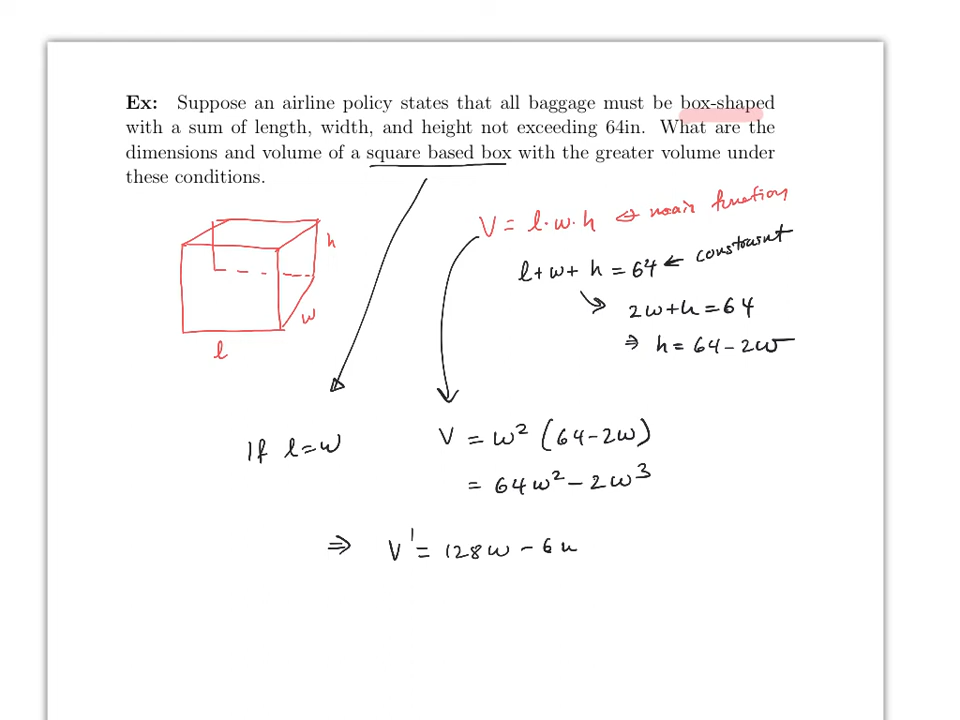 Ex: Suppose an airline policy states that all baggage must be box-shaped
with a sum of length, width, and height not exceeding 64in. What are the
dimensions and volume of a square based box with the greater volume under
these conditions.
V = l·w·h ⇐ main function
h
l+w+h=64 ← constraint
w
2w+h=64
l
⇒ h=64-2w
If l=w
V = w² (64-2w)
= 64w²-2w³
⇒ V' = 128w - 6w